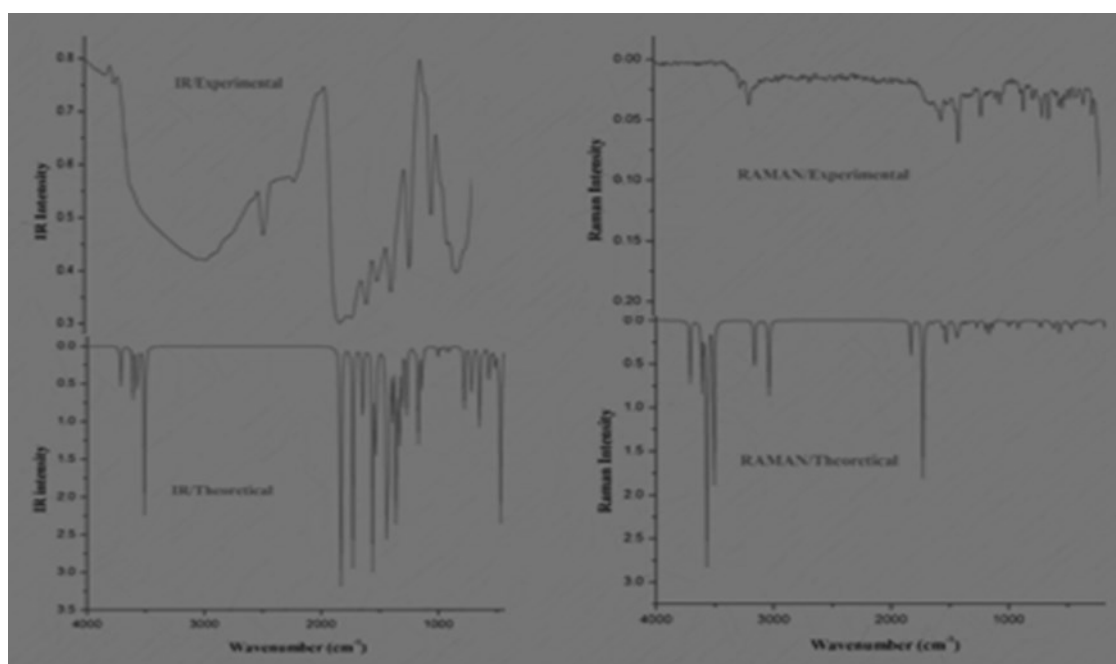 IR/Experimental
0.8
0.7
0.6
0.5
0.4
0.3
IR Intensity
0.0
0.5
1.0
1.5
2.0
2.5
3.0
3.5
IR intensity
IR/Theoretical
4000 3000 2000 1000
Wavenumber (cm-1)
0.00
0.05
0.10
0.15
0.20
Raman Intensity
RAMAN/Experimental
0.0
0.5
1.0
1.5
2.0
2.5
3.0
Raman Intensity
RAMAN/Theoretical
4000 3000 2000 1000
Wavenumber (cm-1)